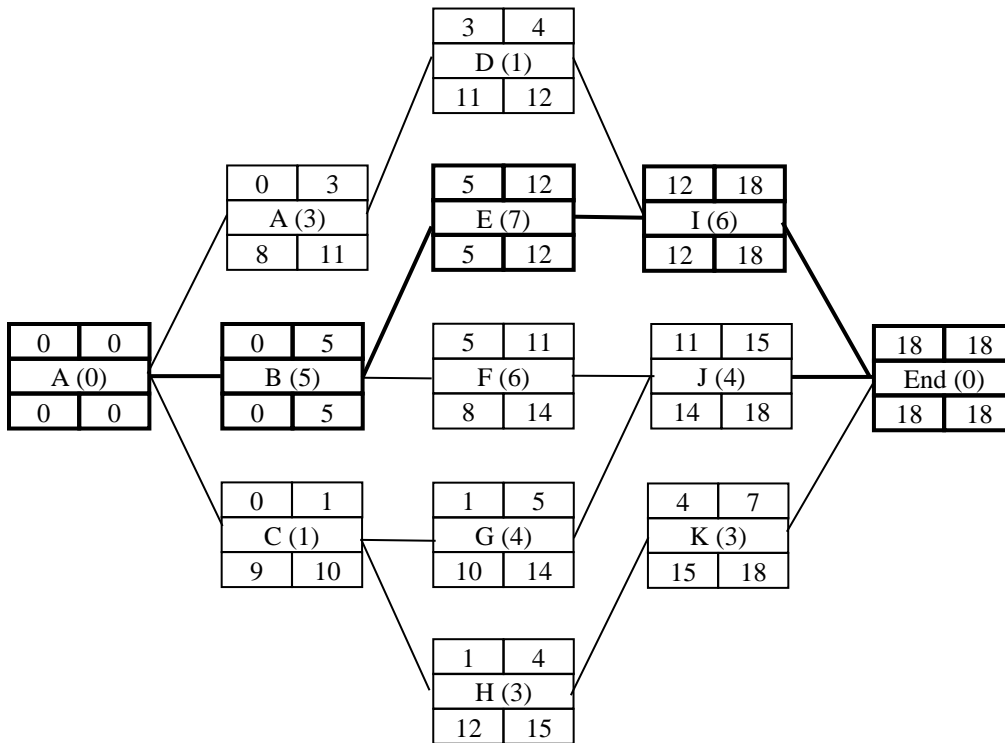 3 4
D (1)
11 12
0 3
A (3)
8 11
5 12
E (7)
5 12
12 18
I (6)
12 18
0 0
A (0)
0 0
0 5
B (5)
0 5
5 11
F (6)
8 14
11 15
J (4)
14 18
18 18
End (0)
18 18
0 1
C (1)
9 10
1 5
G (4)
10 14
4 7
K (3)
15 18
1 4
H (3)
12 15